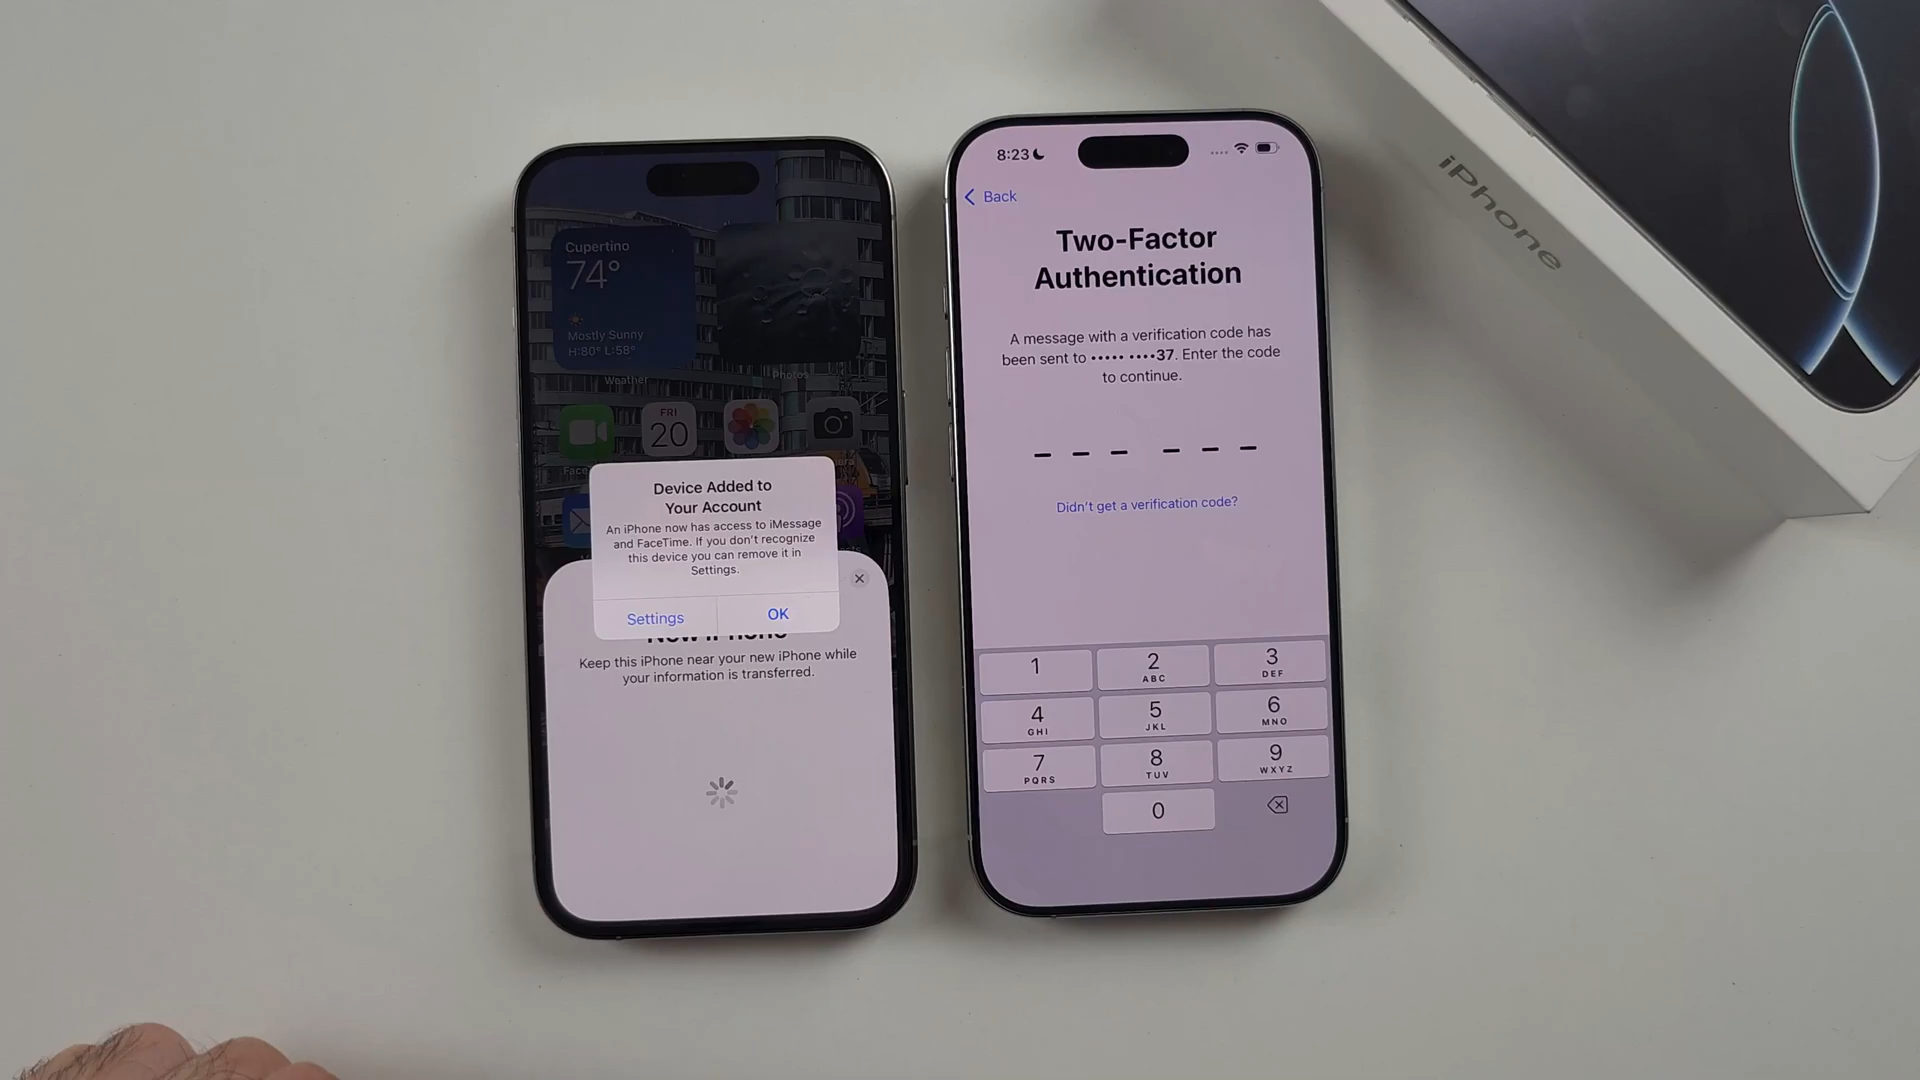 Cupertino
74°
Mostly Sunny
H:80° L:58°
Weather
Photos
FRI
20
Device Added to
Your Account
An iPhone now has access to iMessage
and FaceTime. If you don't recognize
this device you can remove it in
Settings.
Settings
OK
Keep this iPhone near your new iPhone while
your information is transferred.
8:23
Back
Two-Factor
Authentication
A message with a verification code has
been sent to ••••• ••••37. Enter the code
to continue.
Didn't get a verification code?
1
2
ABC
3
DEF
4
GHI
5
JKL
6
MNO
7
PQRS
8
TUV
9
WXYZ
0
iPhone